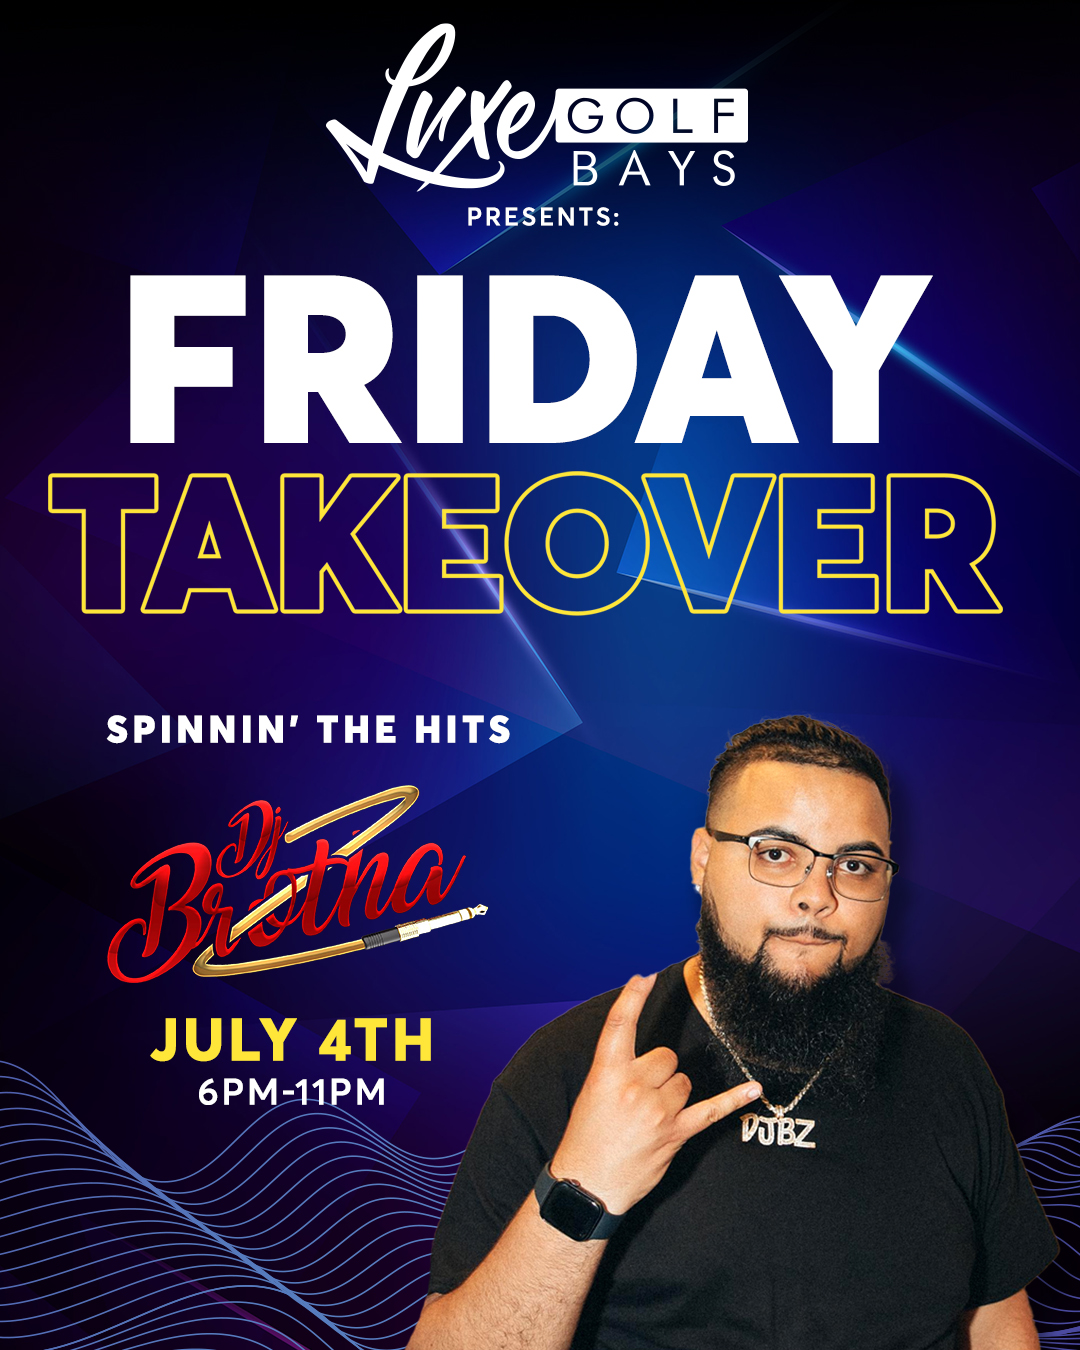 Luxe GOLF
BAYS
PRESENTS:
FRIDAY
TAKEOVER
SPINNIN' THE HITS
Dj
Brotha Z
JULY 4TH
6PM-11PM
DJBZ